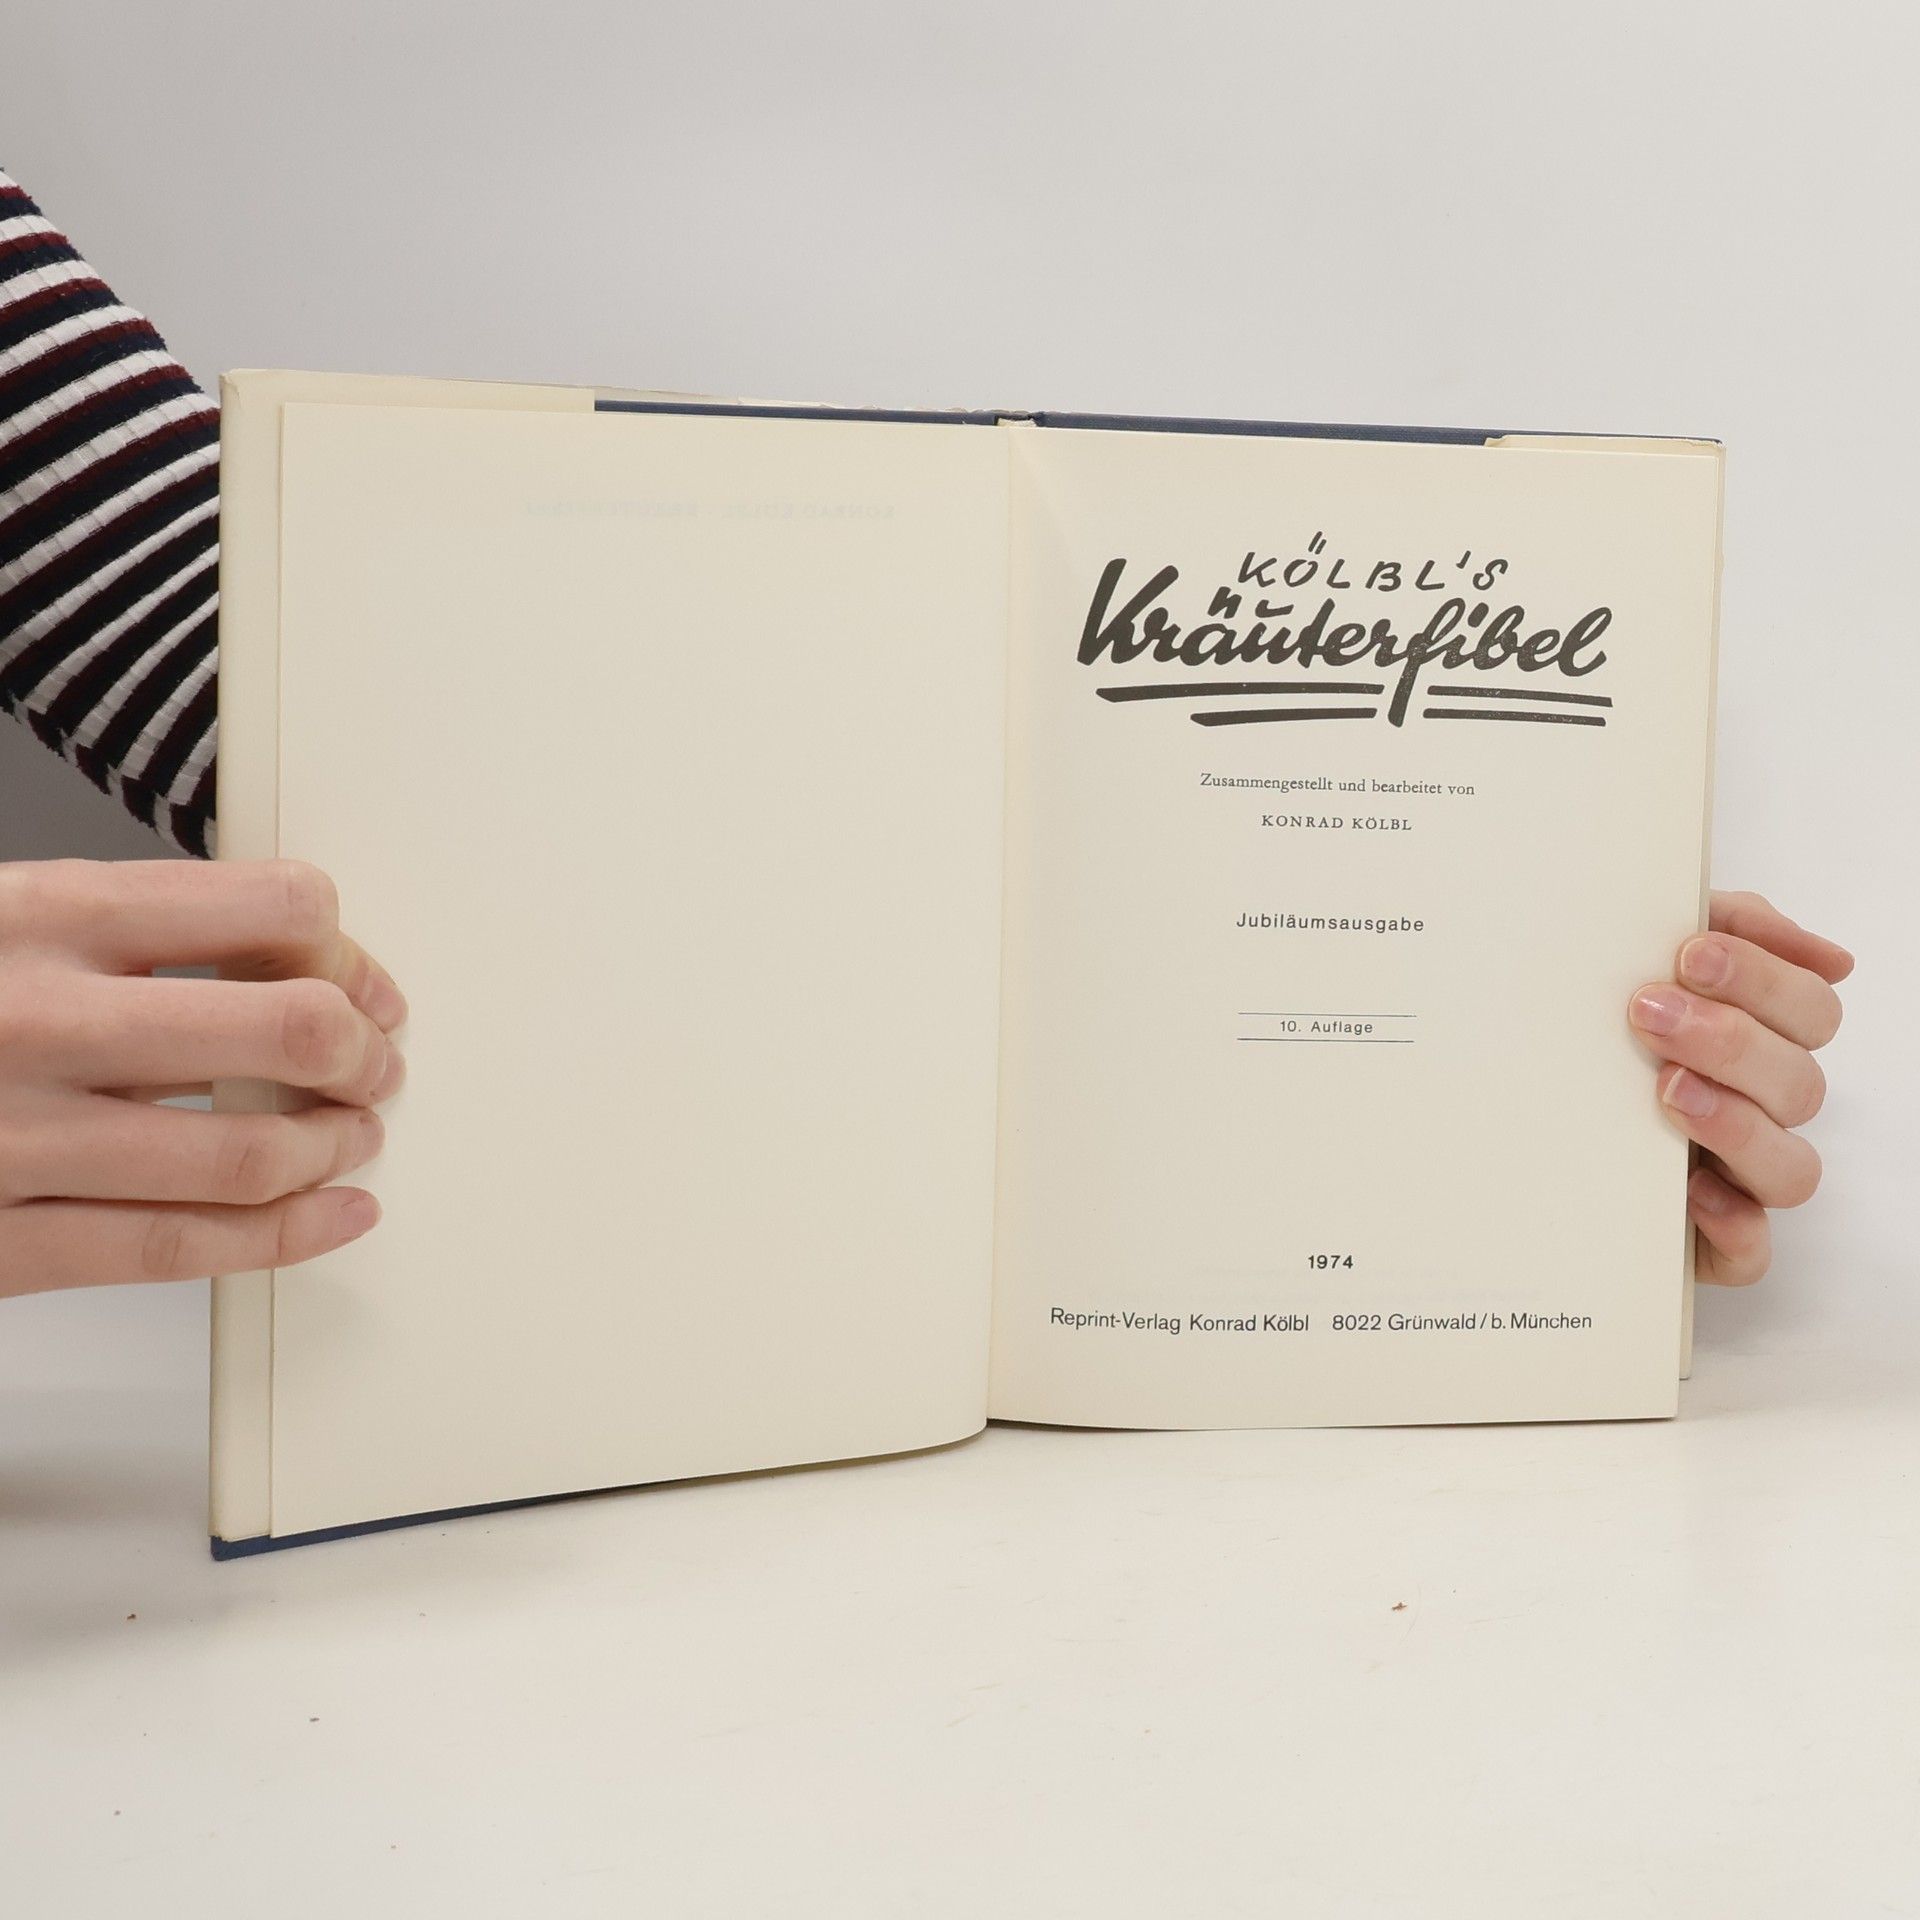 KÖLBL'S
Kräuterfibel
Zusammengestellt und bearbeitet von
KONRAD KÖLBL
Jubiläumsausgabe
10. Auflage
1974
Reprint-Verlag Konrad Kölbl 8022 Grünwald / b. München